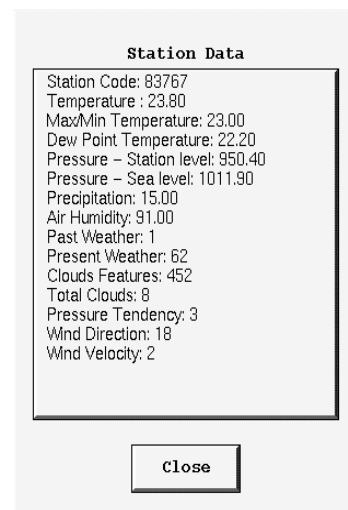 Station Data
Station Code: 83767
Temperature : 23.80
Max/Min Temperature: 23.00
Dew Point Temperature: 22.20
Pressure – Station level: 950.40
Pressure – Sea level: 1011.90
Precipitation: 15.00
Air Humidity: 91.00
Past Weather: 1
Present Weather: 62
Clouds Features: 452
Total Clouds: 8
Pressure Tendency: 3
Wind Direction: 18
Wind Velocity: 2
Close